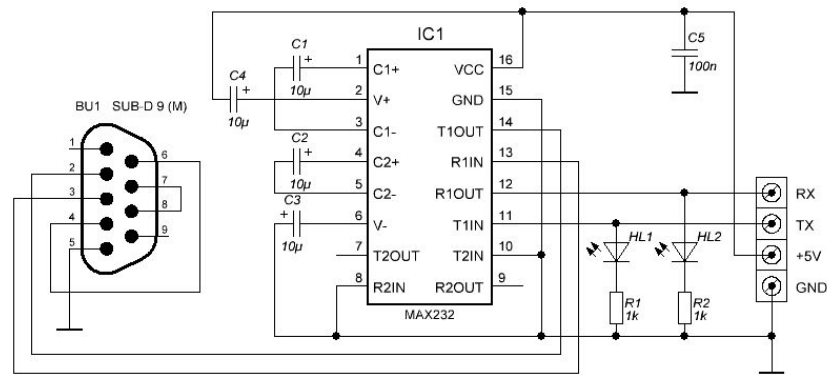 IC1
C1
+
10µ
C4
+
10µ
C2
+
10µ
C3
+
10µ
C5
100n
BU1 SUB-D 9 (M)
1
2
3
4
5
6
7
8
9
1 C1+ VCC 16
2 V+ GND 15
3 C1- T1OUT 14
4 C2+ R1IN 13
5 C2- R1OUT 12
6 V- T1IN 11
7 T2OUT T2IN 10
8 R2IN R2OUT 9
MAX232
HL1
HL2
R1
1k
R2
1k
RX
TX
+5V
GND